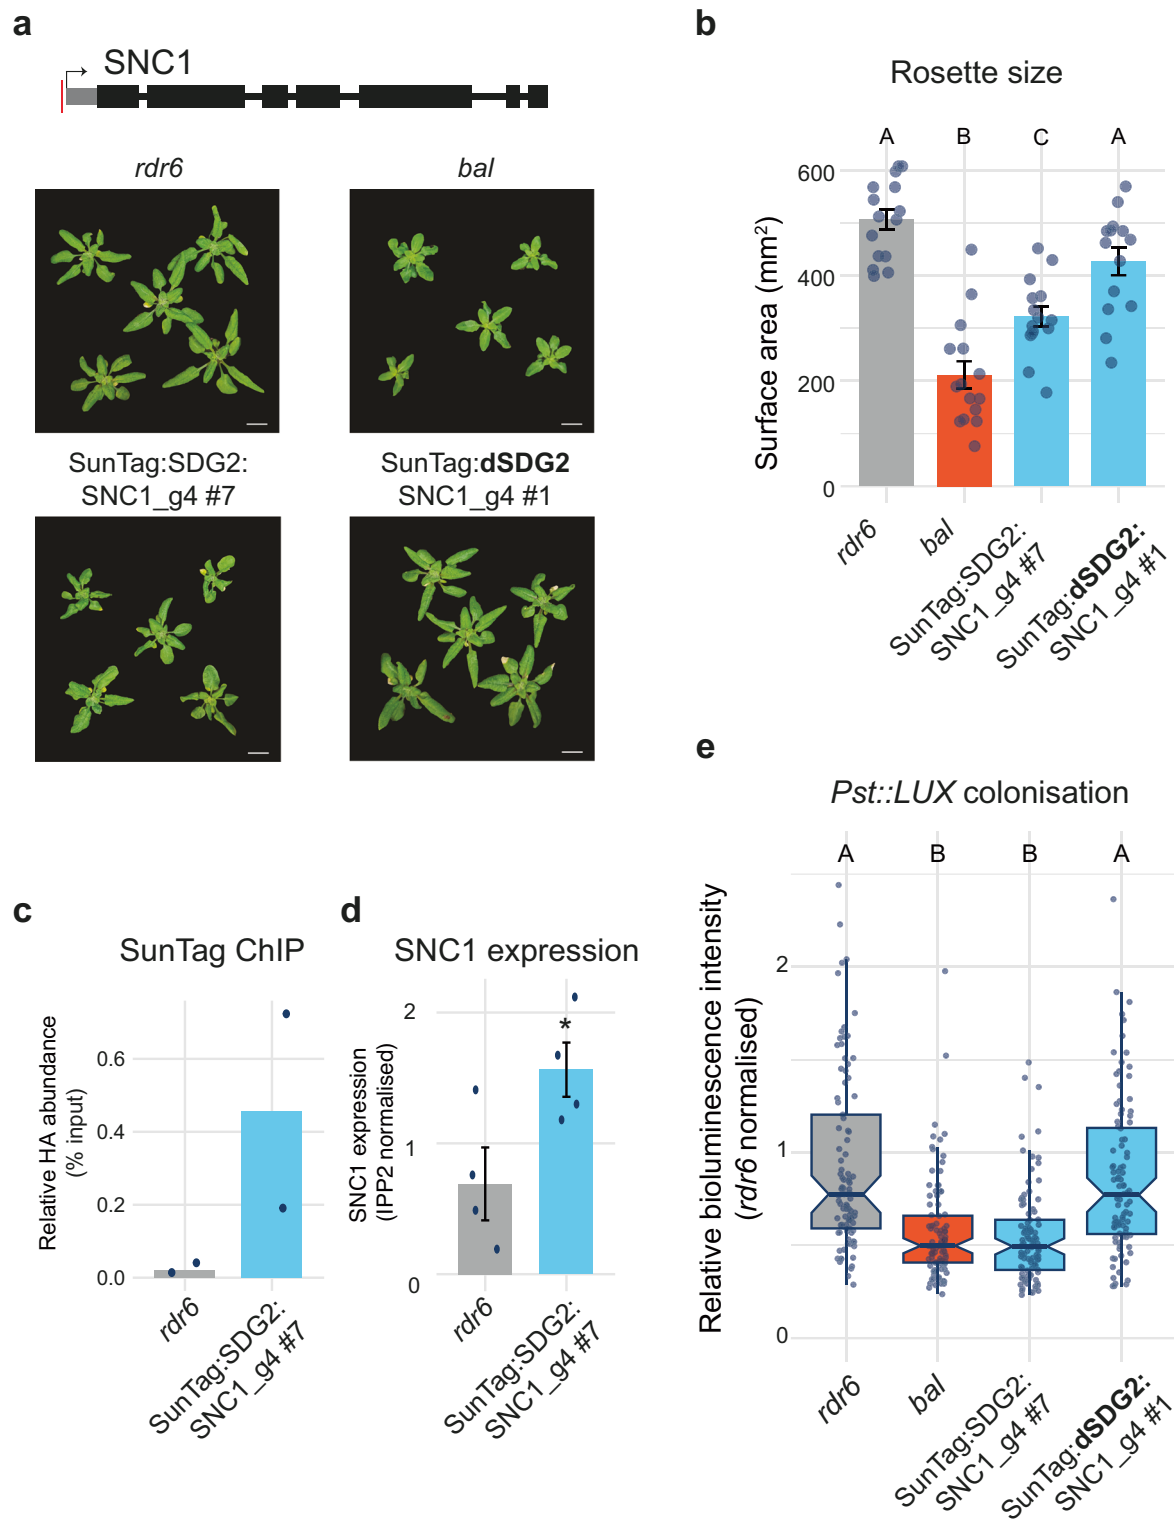 a
SNC1
rdr6
bal
SunTag:SDG2:
SNC1_g4 #7
SunTag:dSDG2
SNC1_g4 #1
b
Rosette size
A B C A
Surface area (mm²)
600
400
200
0
rdr6
bal
SunTag:SDG2:
SNC1_g4 #7
SunTag:dSDG2:
SNC1_g4 #1
c
SunTag ChIP
Relative HA abundance
(% input)
0.6
0.4
0.2
0.0
rdr6
SunTag:SDG2:
SNC1_g4 #7
d
SNC1 expression
SNC1 expression
(IPP2 normalised)
2
1
0
*
rdr6
SunTag:SDG2:
SNC1_g4 #7
e
Pst::LUX colonisation
A B B A
Relative bioluminescence intensity
(rdr6 normalised)
2
1
0
rdr6
bal
SunTag:SDG2:
SNC1_g4 #7
SunTag:dSDG2:
SNC1_g4 #1